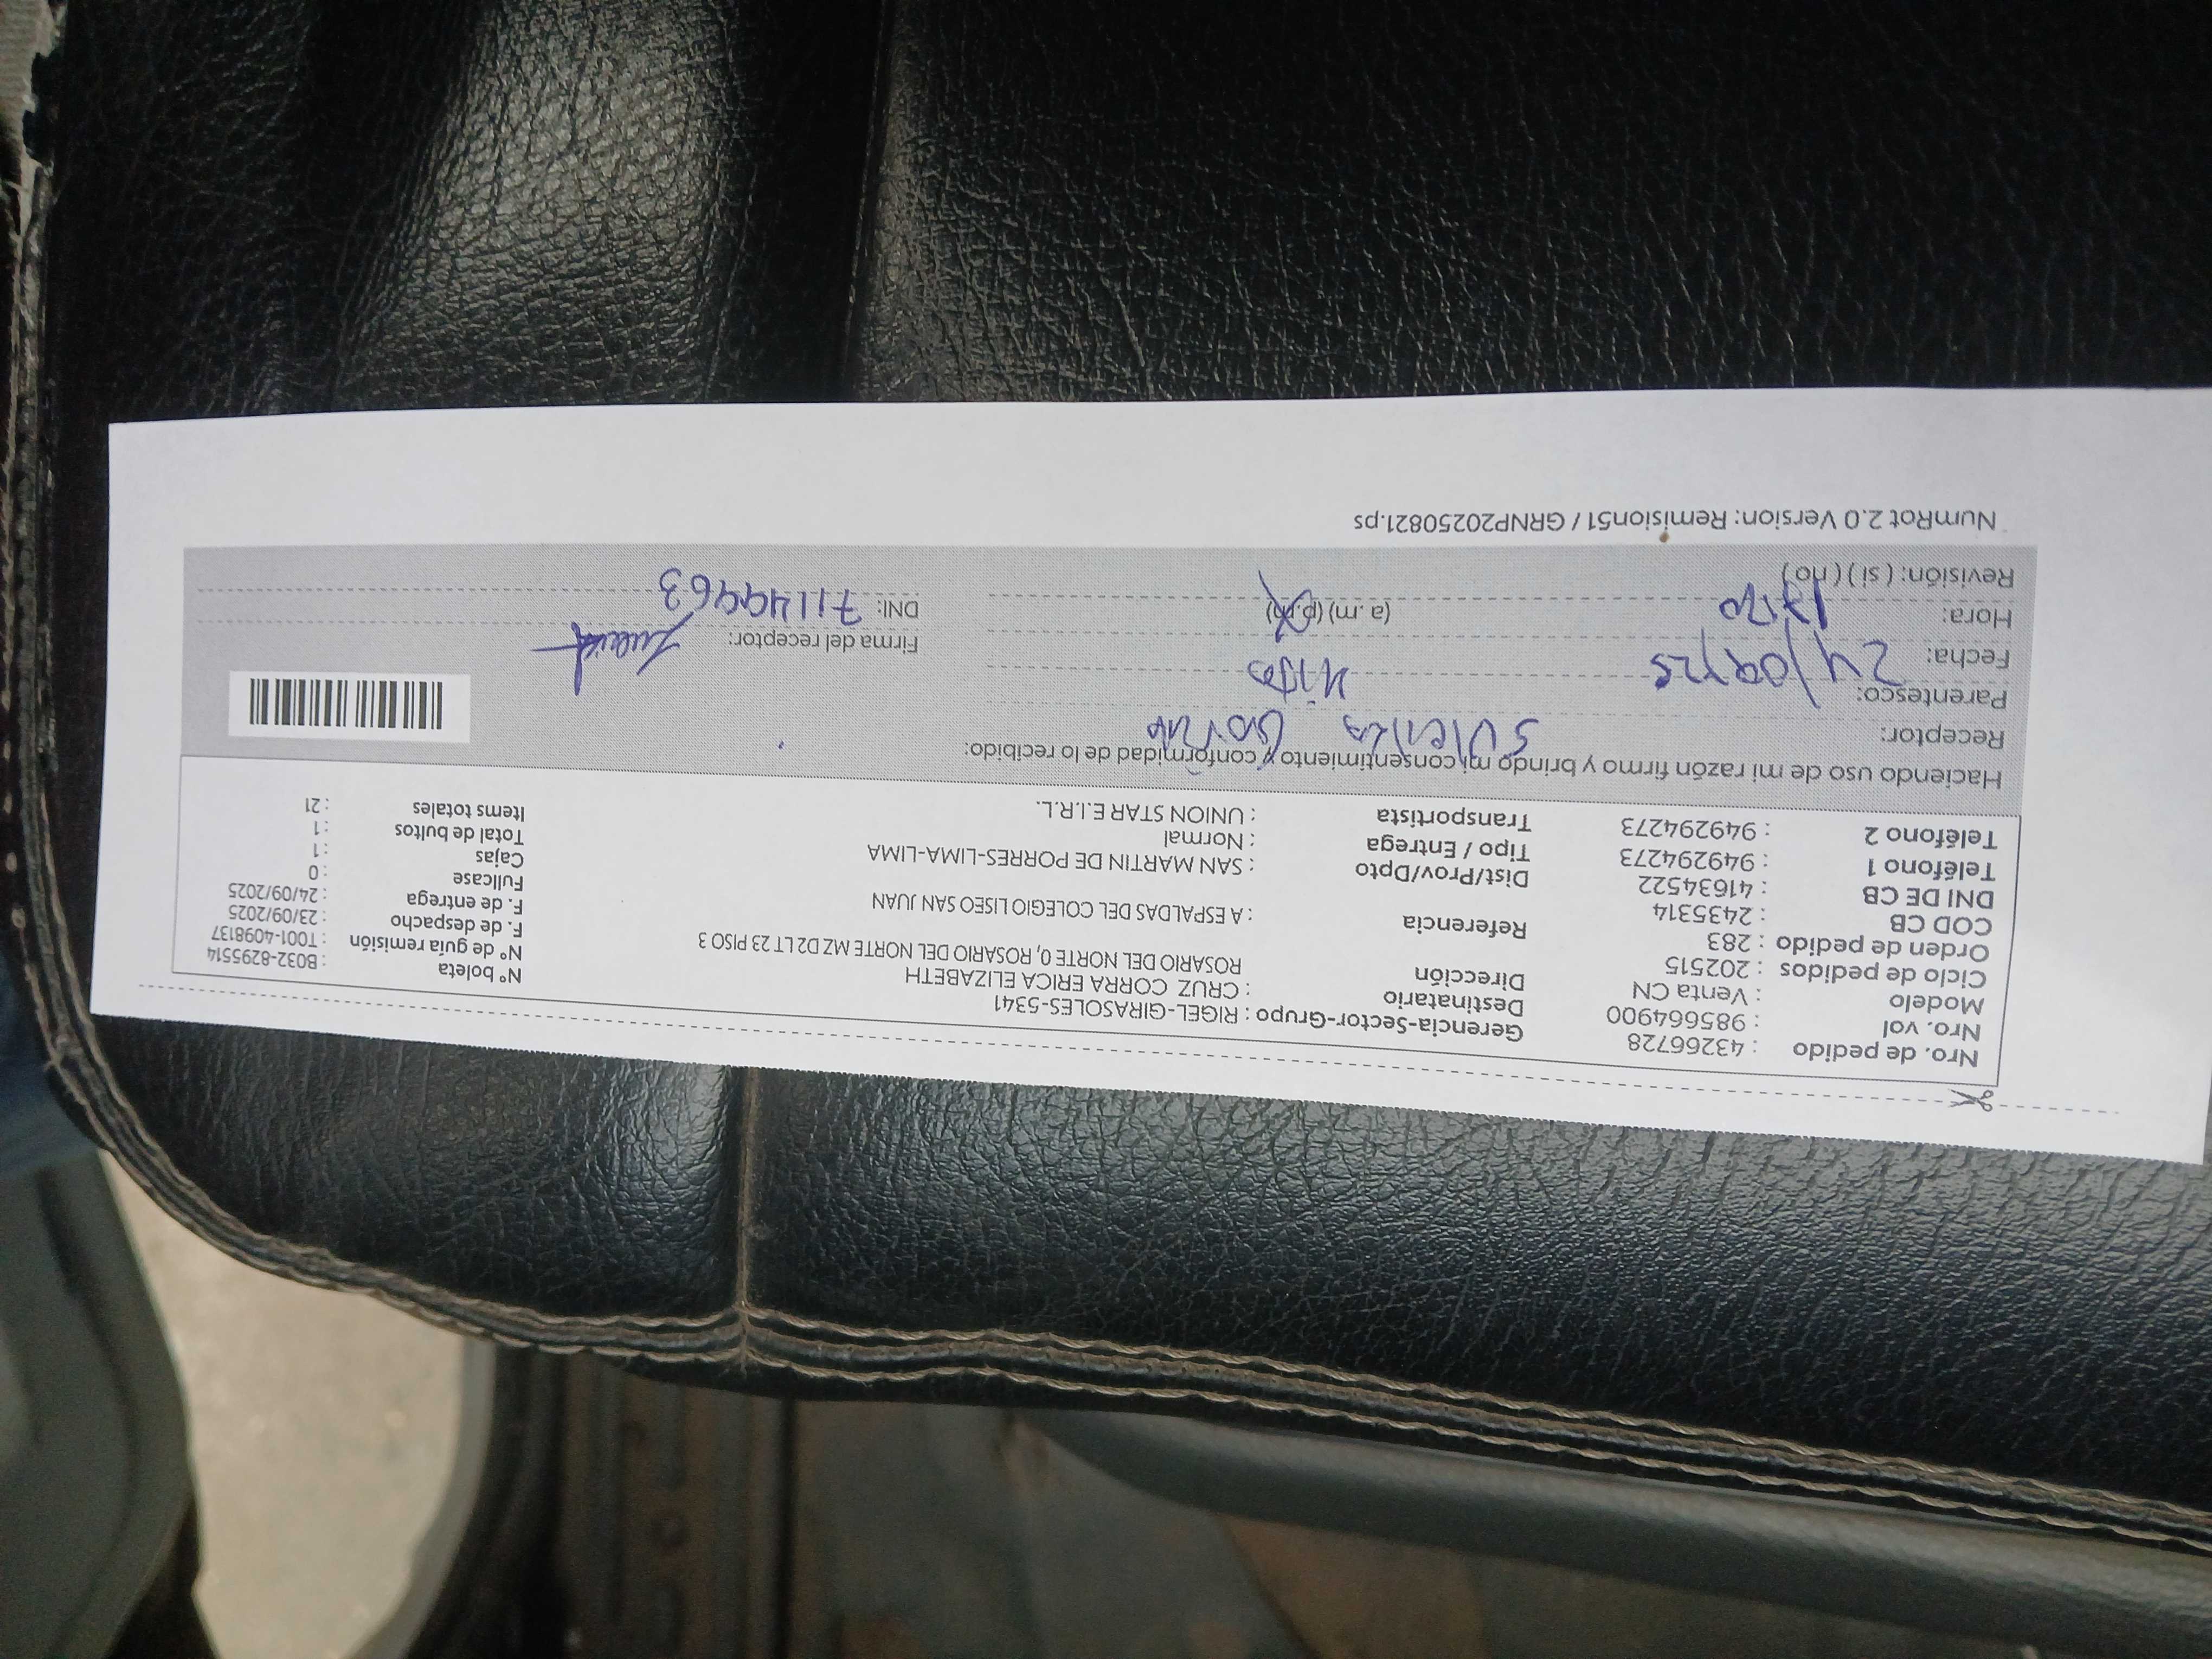 Nro. de pedido : 43266728
Nro. vol : 985664900
Modelo : Venta CN
Ciclo de pedidos : 202515
Orden de pedido : 283
COD CB : 2435314
DNI DE CB : 41634522
Teléfono 1 : 949294273
Teléfono 2 : 949294273
Gerencia-Sector-Grupo : RIGEL-GIRASOLES-5341
Destinatario : CRUZ CORRA ERICA ELIZABETH
Dirección ROSARIO DEL NORTE 0, ROSARIO DEL NORTE MZ D2 LT 23 PISO 3
Referencia : A ESPALDAS DEL COLEGIO LISEO SAN JUAN
Dist/Prov/Dpto : SAN MARTIN DE PORRES-LIMA-LIMA
Tipo / Entrega : Normal
Transportista : UNION STAR E.I.R.L.
N° boleta : B032-8295514
N° de guía remisión : T001-4098137
F. de despacho : 23/09/2025
F. de entrega : 24/09/2025
Fullcase : 0
Cajas : 1
Total de bultos : 1
Items totales : 21
Haciendo uso de mi razón firmo y brindo mi consentimiento y conformidad de lo recibido:
Receptor:
Parentesco:
Fecha: 24/09/25
Hora: (a. m) (p.m)
Revisión: ( si ) ( no )
Firma del receptor:
DNI: 71149963
NumRot 2.0 Version: Remision51 / GRNP20250821.ps